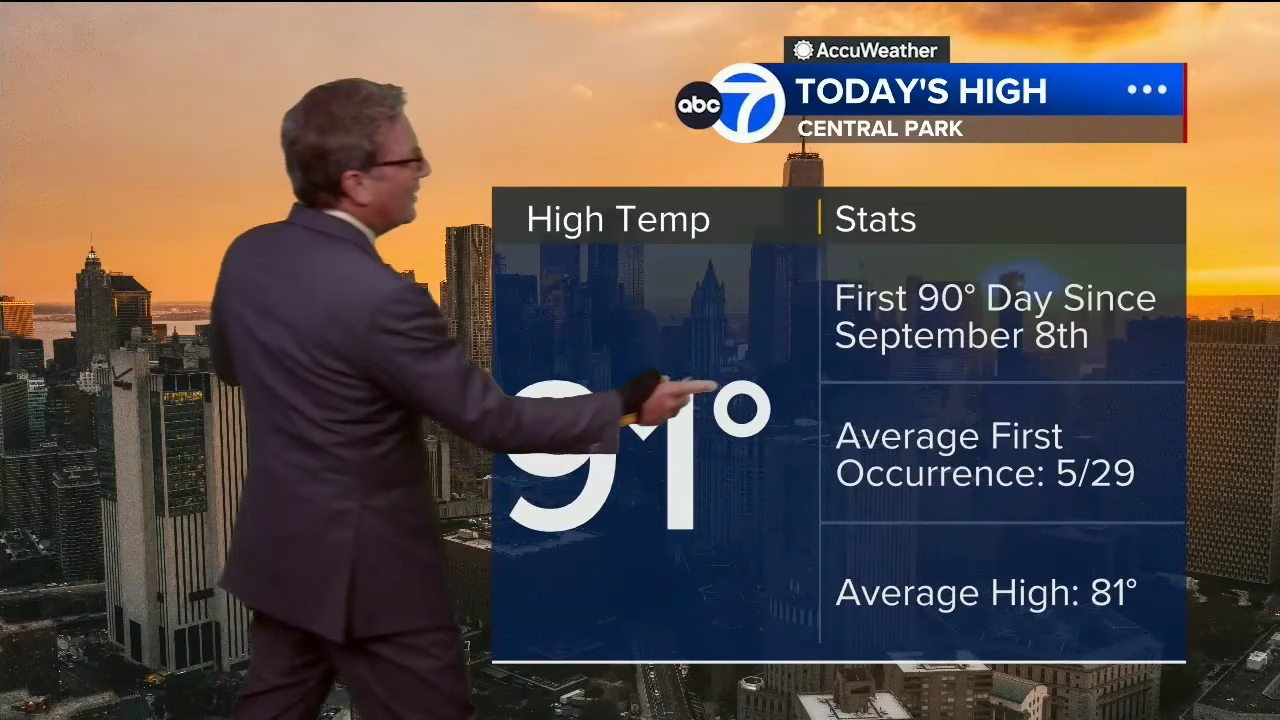 AccuWeather
abc 7
TODAY'S HIGH
CENTRAL PARK
High Temp
Stats
91°
First 90° Day Since
September 8th
Average First
Occurrence: 5/29
Average High: 81°